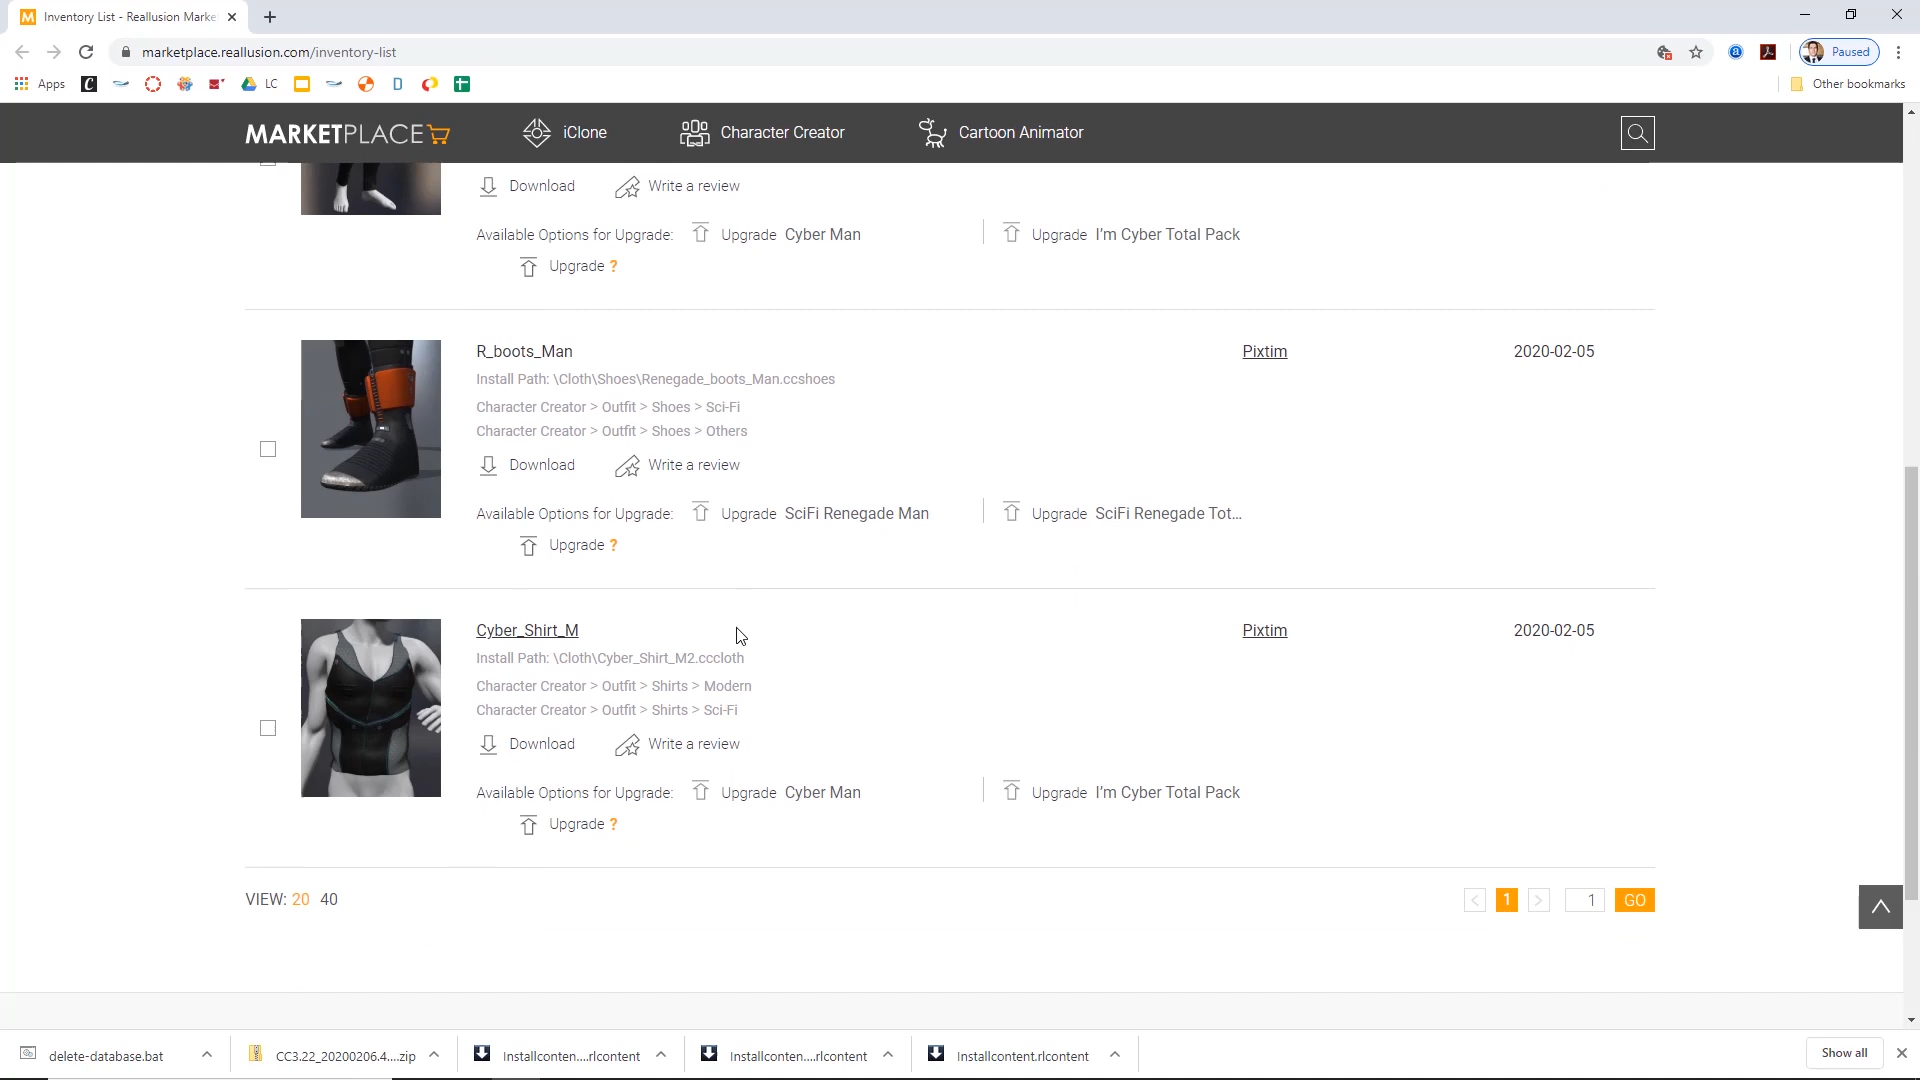 Inventory List - Reallusion Marke
marketplace.reallusion.com/inventory-list
Paused
Apps
LC
Other bookmarks
MARKETPLACE
iClone
Character Creator
Cartoon Animator
Download
Write a review
Available Options for Upgrade: Upgrade Cyber Man Upgrade I'm Cyber Total Pack
Upgrade ?
R_boots_Man
Pixtim
2020-02-05
Install Path: \Cloth\Shoes\Renegade_boots_Man.ccshoes
Character Creator > Outfit > Shoes > Sci-Fi
Character Creator > Outfit > Shoes > Others
Download
Write a review
Available Options for Upgrade: Upgrade SciFi Renegade Man Upgrade SciFi Renegade Tot...
Upgrade ?
Cyber_Shirt_M
Pixtim
2020-02-05
Install Path: \Cloth\Cyber_Shirt_M2.cccloth
Character Creator > Outfit > Shirts > Modern
Character Creator > Outfit > Shirts > Sci-Fi
Download
Write a review
Available Options for Upgrade: Upgrade Cyber Man Upgrade I'm Cyber Total Pack
Upgrade ?
VIEW: 20 40
< 1 > 1 GO
delete-database.bat
CC3.22_20200206.4....zip
Installconten....rlcontent
Installconten....rlcontent
Installcontent.rlcontent
Show all